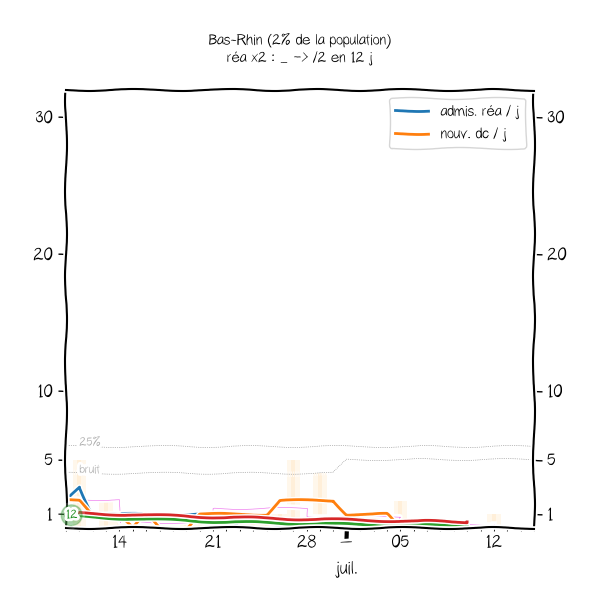 Bas-Rhin (2% de la population)
réa x2 : _ -> /2 en 12 j
admis. réa / j
nouv. dc / j
30
30
20
20
10
10
25%
5
bruit
5
1
12
1
14
21
28
05
12
juil.